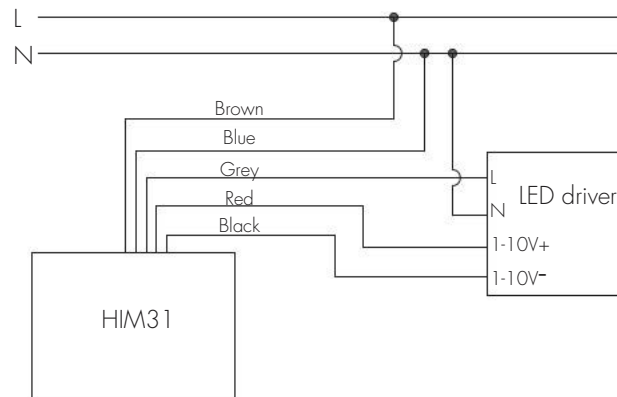 L
N
Brown
Blue
Grey
Red
Black
L
LED driver
N
1-10V+
1-10V-
HIM31